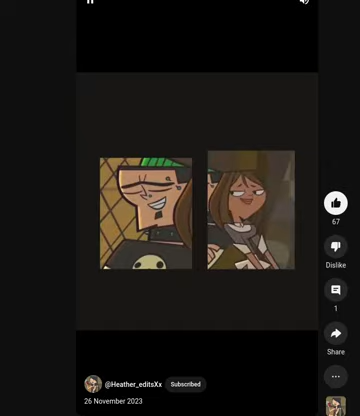 67
Dislike
1
Share
@Heather_editsXx Subscribed
26 November 2023